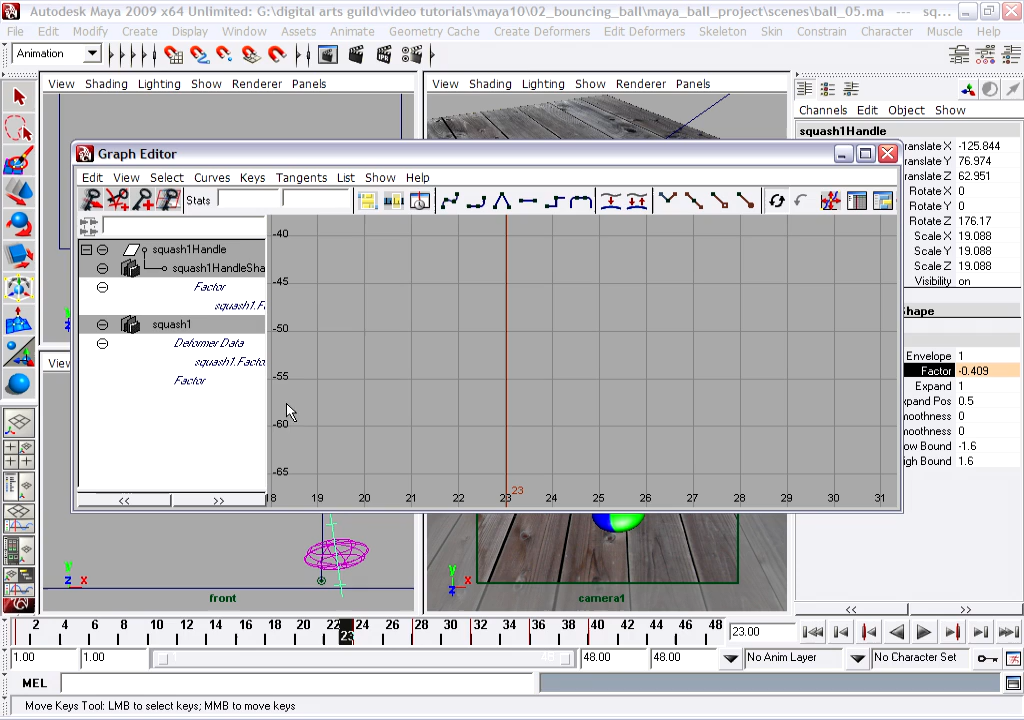 Autodesk Maya 2009 x64 Unlimited: G:\digital arts guild\video tutorials\maya10\02_bouncing_ball\maya_ball_project\scenes\ball_05.ma --- sq...
File Edit Modify Create Display Window Assets Animate Geometry Cache Create Deformers Edit Deformers Skeleton Skin Constrain Character Muscle Help
Animation
View Shading Lighting Show Renderer Panels
View Shading Lighting Show Renderer Panels
Channels Edit Object Show
squash1Handle
ranslate X -125.844
ranslate Y 76.974
ranslate Z 62.951
Rotate X 0
Rotate Y 0
Rotate Z 176.17
Scale X 19.088
Scale Y 19.088
Scale Z 19.088
Visibility on
Shape
Envelope 1
Factor -0.409
Expand 1
xpand Pos 0.5
moothness 0
moothness 0
ow Bound -1.6
igh Bound 1.6
Graph Editor
Edit View Select Curves Keys Tangents List Show Help
Stats
squash1Handle
squash1HandleSha
Factor
squash1.F
squash1
Deformer Data
squash1.Facto
Factor
-40
-45
-50
-55
-60
-65
18 19 20 21 22 23 24 25 26 27 28 29 30 31
23
<< >>
View
y
z x
front
y
z x
camera1
<< >>
2 4 6 8 10 12 14 16 18 20 22 24 26 28 30 32 34 36 38 40 42 44 46 48
23
23.00
1.00 1.00 1 48 48.00 48.00 No Anim Layer No Character Set
MEL
Move Keys Tool: LMB to select keys; MMB to move keys